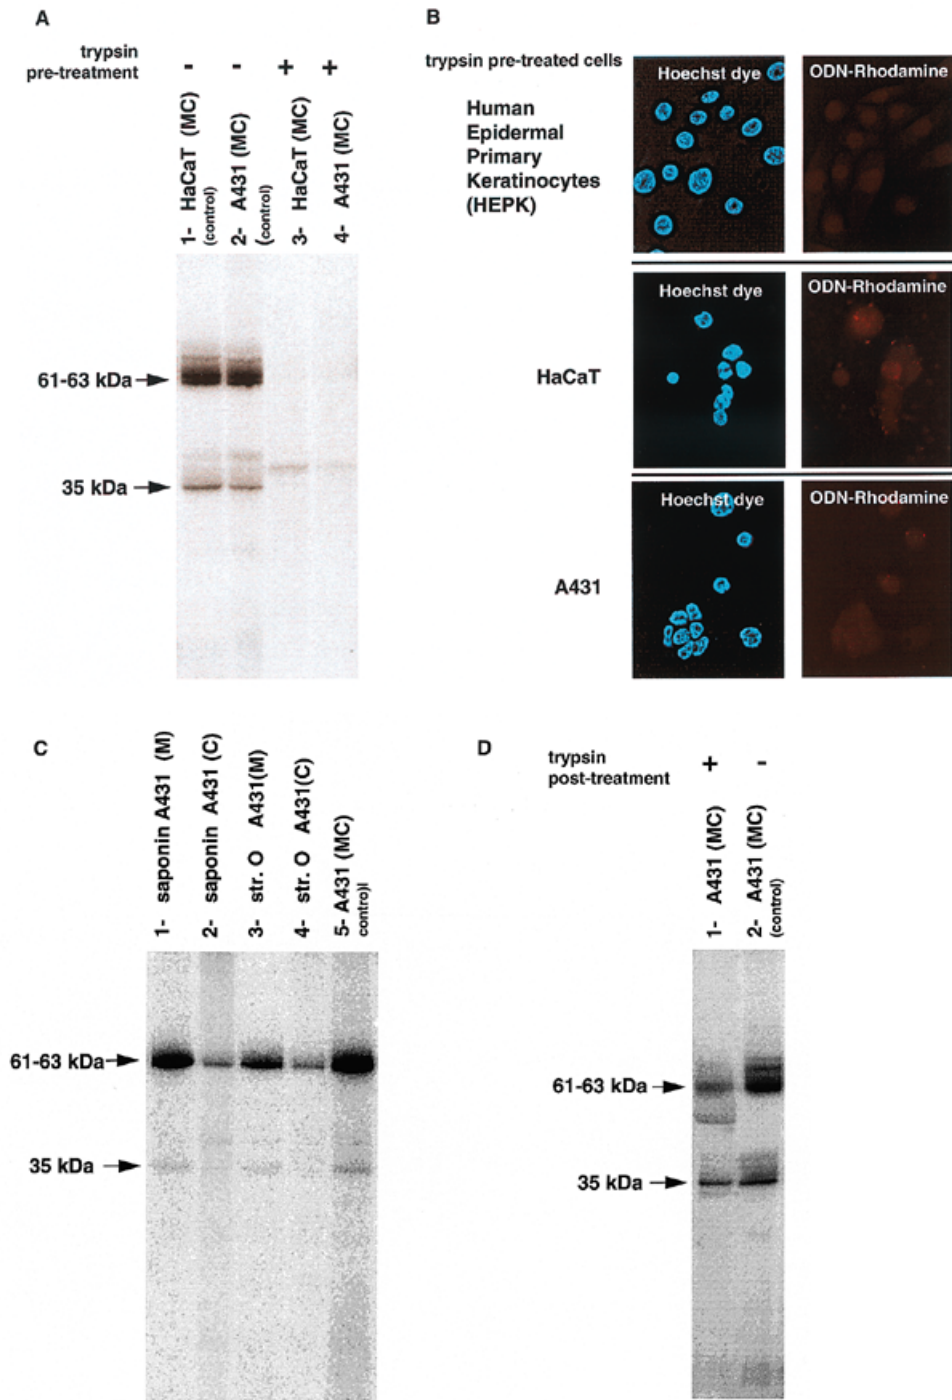 A
trypsin
pre-treatment
- - + +
1- HaCaT (MC)
(control)
2- A431 (MC)
(control)
3- HaCaT (MC)
4- A431 (MC)
61-63 kDa
35 kDa
B
trypsin pre-treated cells
Human
Epidermal
Primary
Keratinocytes
(HEPK)
Hoechst dye
ODN-Rhodamine
HaCaT
Hoechst dye
ODN-Rhodamine
A431
Hoechst dye
ODN-Rhodamine
C
1- saponin A431 (M)
2- saponin A431 (C)
3- str. O A431(M)
4- str. O A431(C)
5- A431 (MC)
control)l
61-63 kDa
35 kDa
D
trypsin
post-treatment
+ -
1- A431 (MC)
2- A431 (MC)
(control)
61-63 kDa
35 kDa